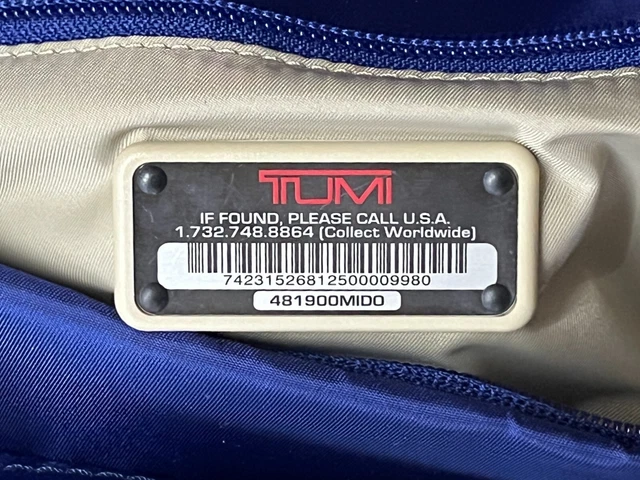 TUMI
IF FOUND, PLEASE CALL U.S.A.
1.732.748.8864 (Collect Worldwide)
74231526812500009980
481900MIDO